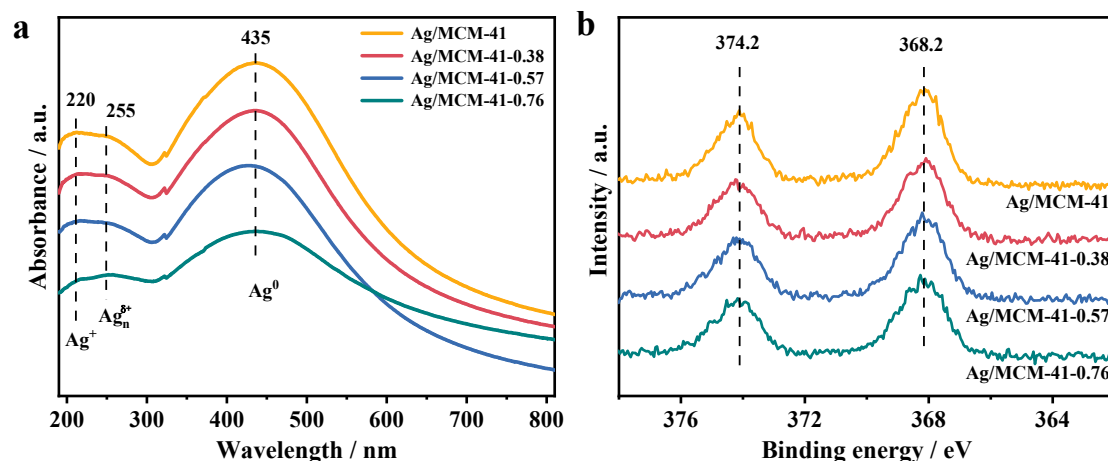 a
435
220
255
Ag/MCM-41
Ag/MCM-41-0.38
Ag/MCM-41-0.57
Ag/MCM-41-0.76
Ag⁺
Agₙᵟ⁺
Ag⁰
Absorbance / a.u.
200 300 400 500 600 700 800
Wavelength / nm
b
374.2
368.2
Ag/MCM-41
Ag/MCM-41-0.38
Ag/MCM-41-0.57
Ag/MCM-41-0.76
Intensity / a.u.
376 372 368 364
Binding energy / eV